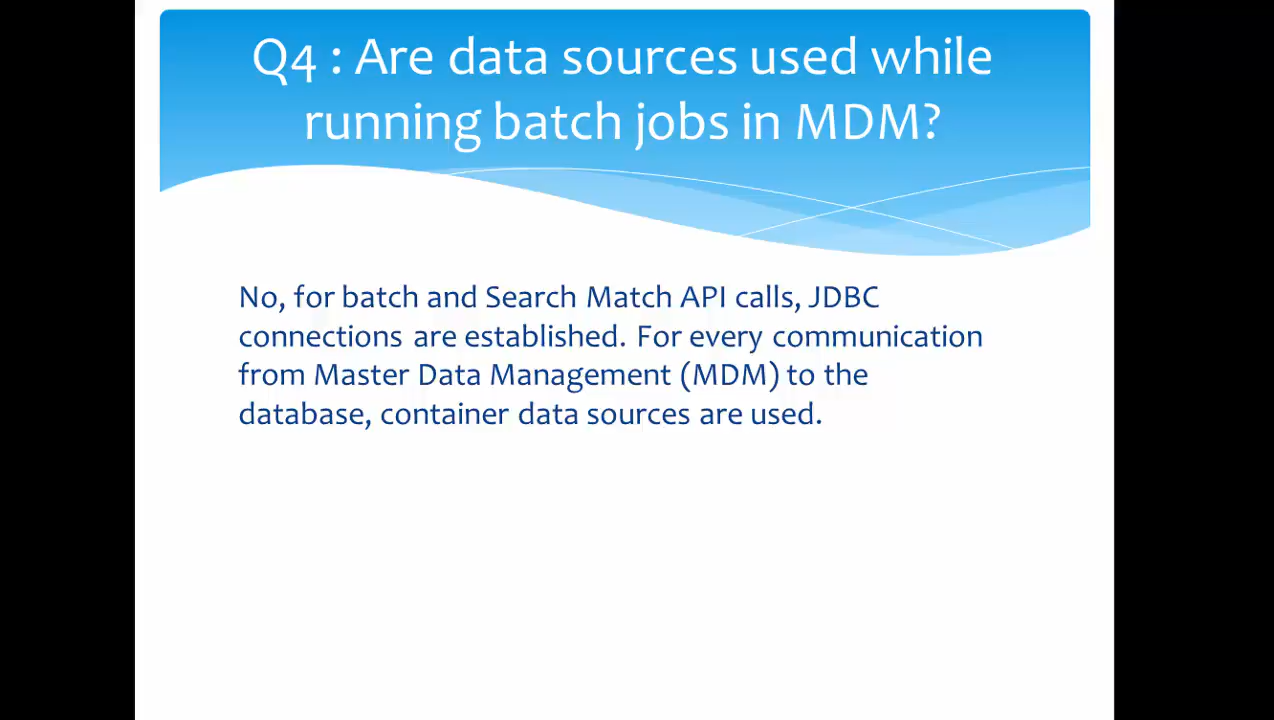 Q4 : Are data sources used while
running batch jobs in MDM?
No, for batch and Search Match API calls, JDBC
connections are established. For every communication
from Master Data Management (MDM) to the
database, container data sources are used.